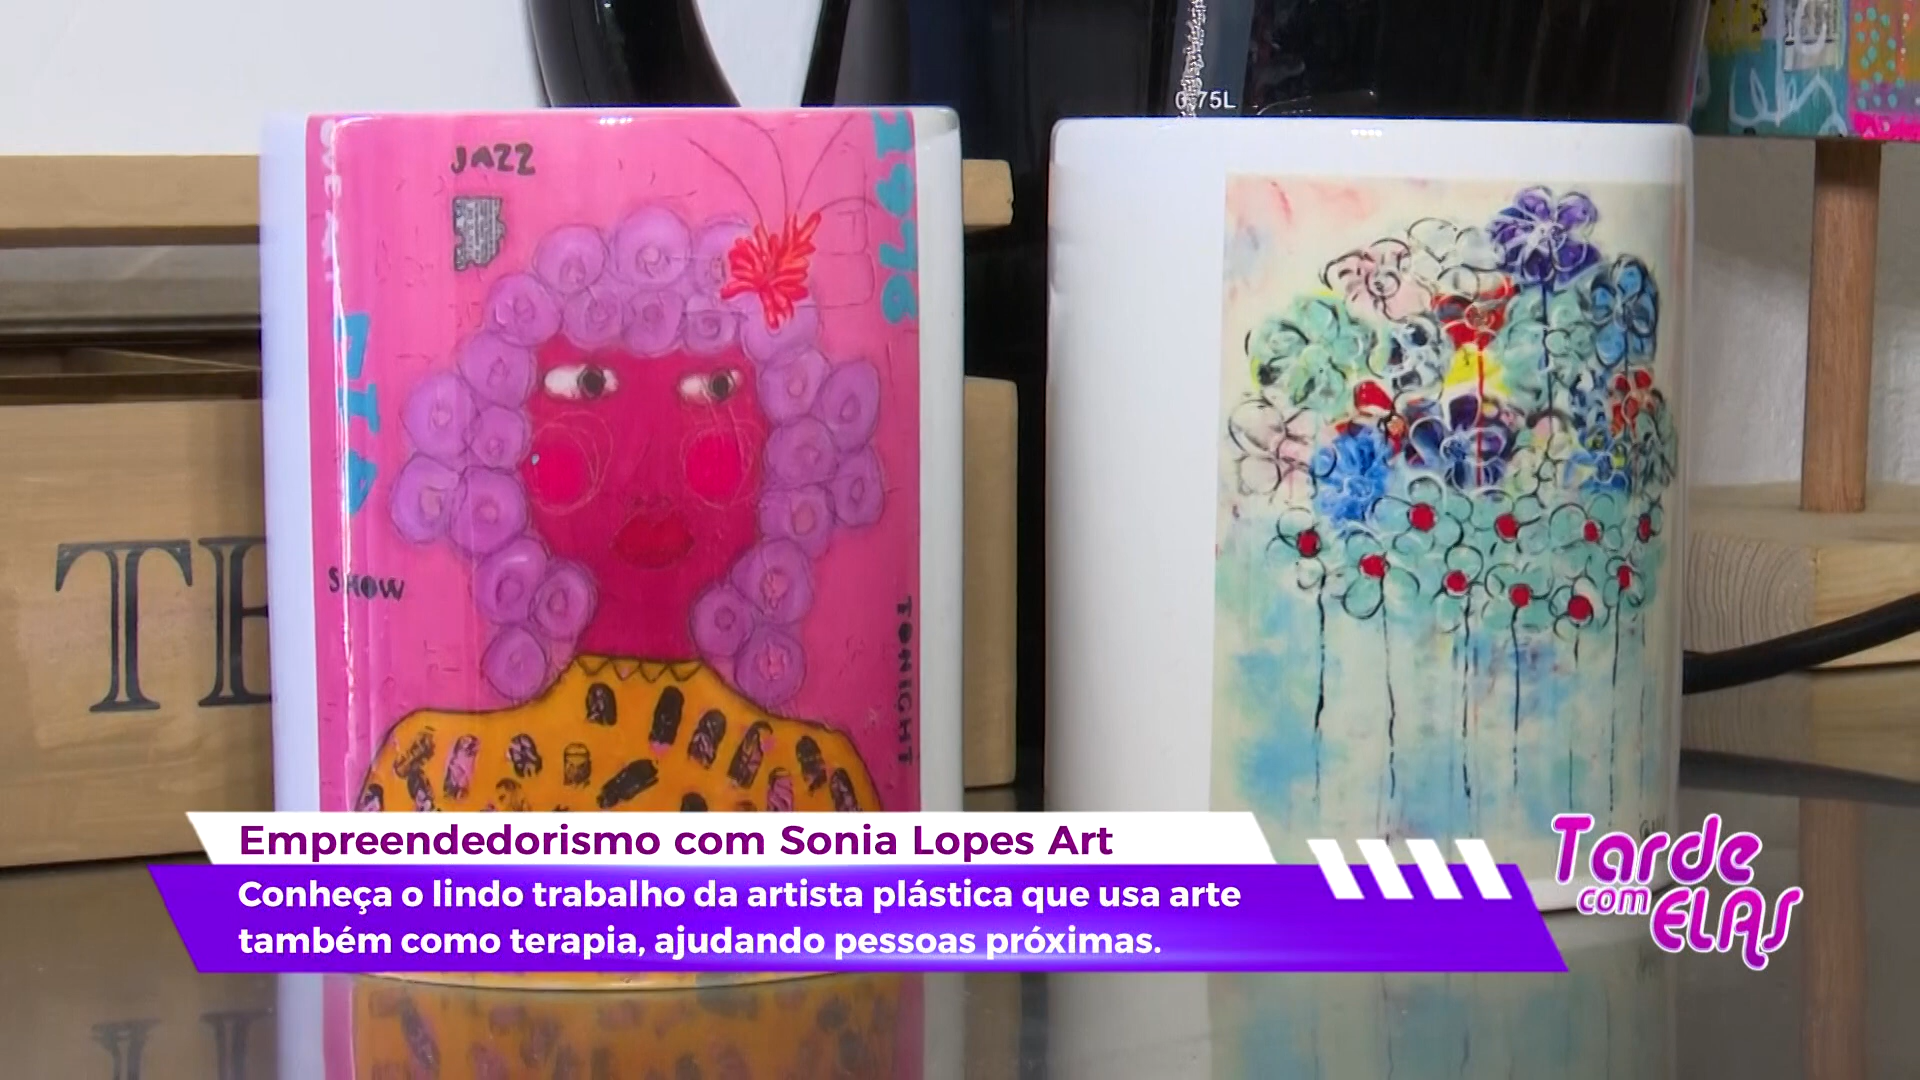 0,75L
JAZZ
1976
SHOW
TONIGHT
Empreendedorismo com Sonia Lopes Art
Conheça o lindo trabalho da artista plástica que usa arte
também como terapia, ajudando pessoas próximas.
Tarde
com
ELAS